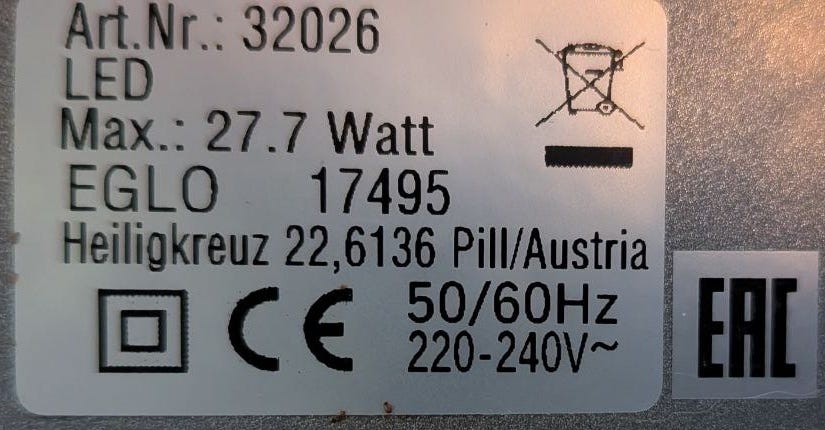 Art.Nr.: 32026
LED
Max.: 27.7 Watt
EGLO 17495
Heiligkreuz 22,6136 Pill/Austria
CE 50/60Hz
220-240V~
EAC